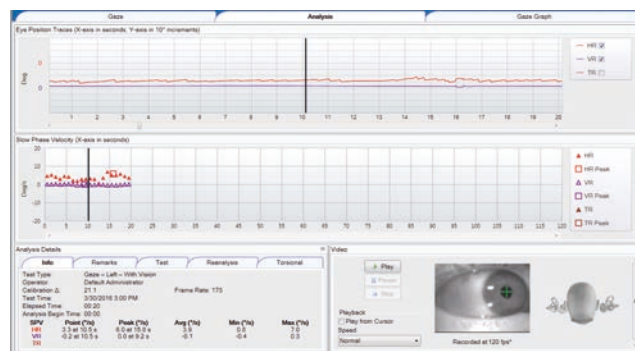 Gaze
Analysis
Gaze Graph
Eye Position Traces (X-axis in seconds, Y-axis in 10° increments)
HR
VR
TR
Deg
0
0
1 2 3 4 5 6 7 8 9 10 11 12 13 14 15 16 17 18 19 20
Slow Phase Velocity (X-axis in seconds)
20
10
0
-10
-20
Deg/s
0 5 10 15 20 25 30 35 40 45 50 55 60 65 70 75 80 85 90 95 100 105 110 115 120
HR
HR Peak
VR
VR Peak
TR
TR Peak
Analysis Details
Info Remarks Test Reanalysis Torsional
Test Type Gaze – Left – With Vision
Operator Default Administrator
Calibration Δ: 21.1 Frame Rate: 173
Test Time: 3/30/2016 3:00 PM
Elapsed Time: 00:20
Analysis Begin Time: 00:00
SPV Point (°/s) Peak (°/s) Avg (°/s) Min (°/s) Max (°/s)
HR 3.3 at 10.5 s 6.0 at 15.8 s 3.9 0.8 7.0
VR -0.2 at 10.5 s 0.0 at 9.2 s -0.1 -0.4 0.3
TR
Video
Play
Pause
Stop
Playback
Play from Cursor
Speed
Normal
Recorded at 120 fps*